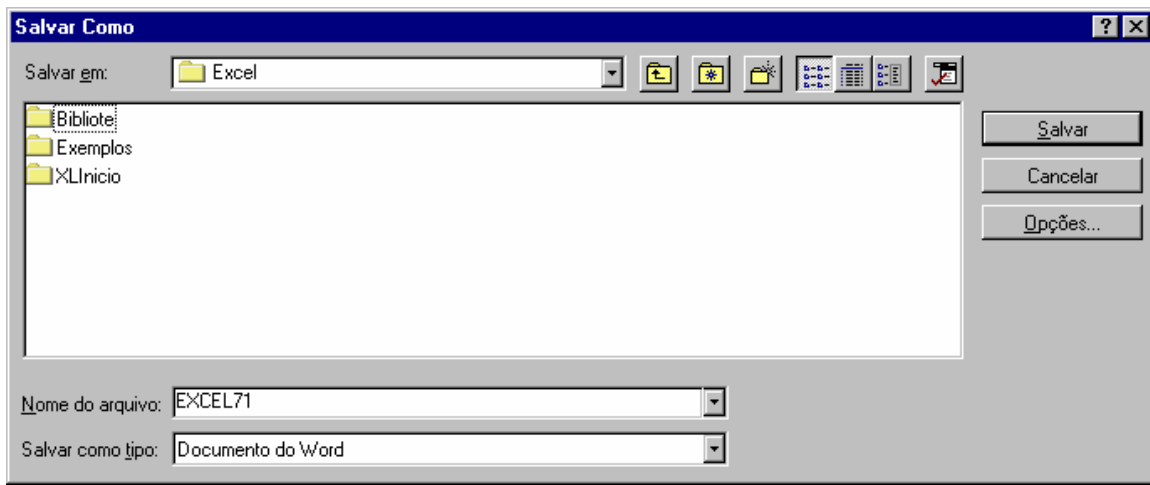 Salvar Como
Salvar em: Excel
Bibliote
Exemplos
XLInicio
Salvar
Cancelar
Opções...
Nome do arquivo: EXCEL71
Salvar como tipo: Documento do Word